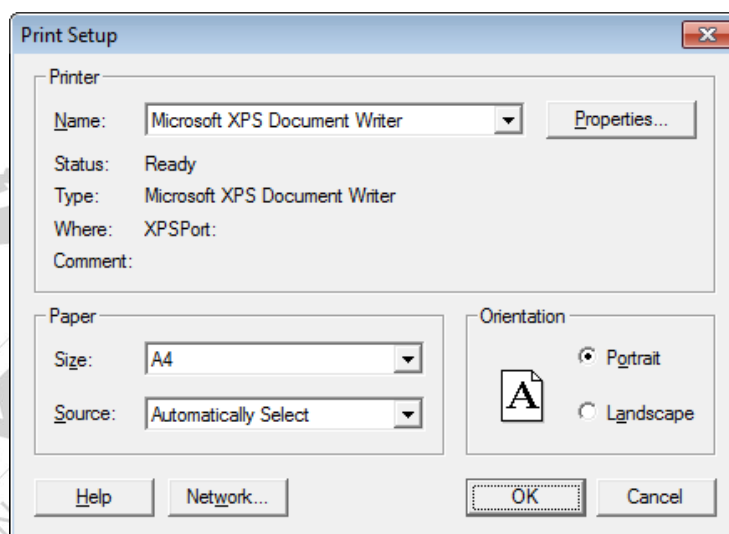 Print Setup
Printer
Name: Microsoft XPS Document Writer Properties...
Status: Ready
Type: Microsoft XPS Document Writer
Where: XPSPort:
Comment:
Paper Orientation
Size: A4 Portrait
A
Source: Automatically Select Landscape
Help Network... OK Cancel